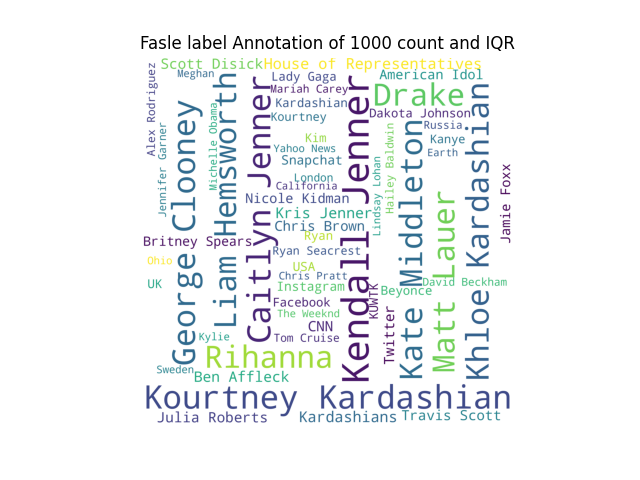 Fasle label Annotation of 1000 count and IQR
Scott Disick
House of Representatives
Alex Rodriguez
Meghan
Lady Gaga
American Idol
Mariah Carey
Drake
Kardashian
Dakota Johnson
Kourtney
Russia
Michelle Obama
Jennifer Garner
George Clooney
Liam Hemsworth
Caitlyn Jenner
Kendall Jenner
Kim
Yahoo News
Snapchat
Hailey Baldwin
Lindsay Lohan
Kanye
Earth
Kate Middleton
Matt Lauer
Khloe Kardashian
Jamie Foxx
London
California
Nicole Kidman
Kris Jenner
Chris Brown
Ryan
Britney Spears
Ryan Seacrest
Ohio
USA
Chris Pratt
UK
Instagram
KUWTK
Beyonce
David Beckham
Facebook
The Weeknd
CNN
Twitter
Kylie
Tom Cruise
Rihanna
Sweden
Ben Affleck
Kourtney Kardashian
Julia Roberts
Kardashians
Travis Scott